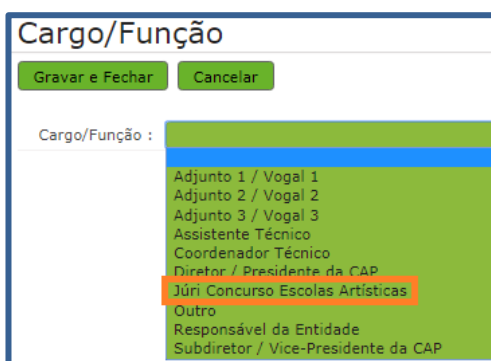 Cargo/Função
Gravar e Fechar Cancelar
Cargo/Função :
Adjunto 1 / Vogal 1
Adjunto 2 / Vogal 2
Adjunto 3 / Vogal 3
Assistente Técnico
Coordenador Técnico
Diretor / Presidente da CAP
Júri Concurso Escolas Artísticas
Outro
Responsável da Entidade
Subdiretor / Vice-Presidente da CAP